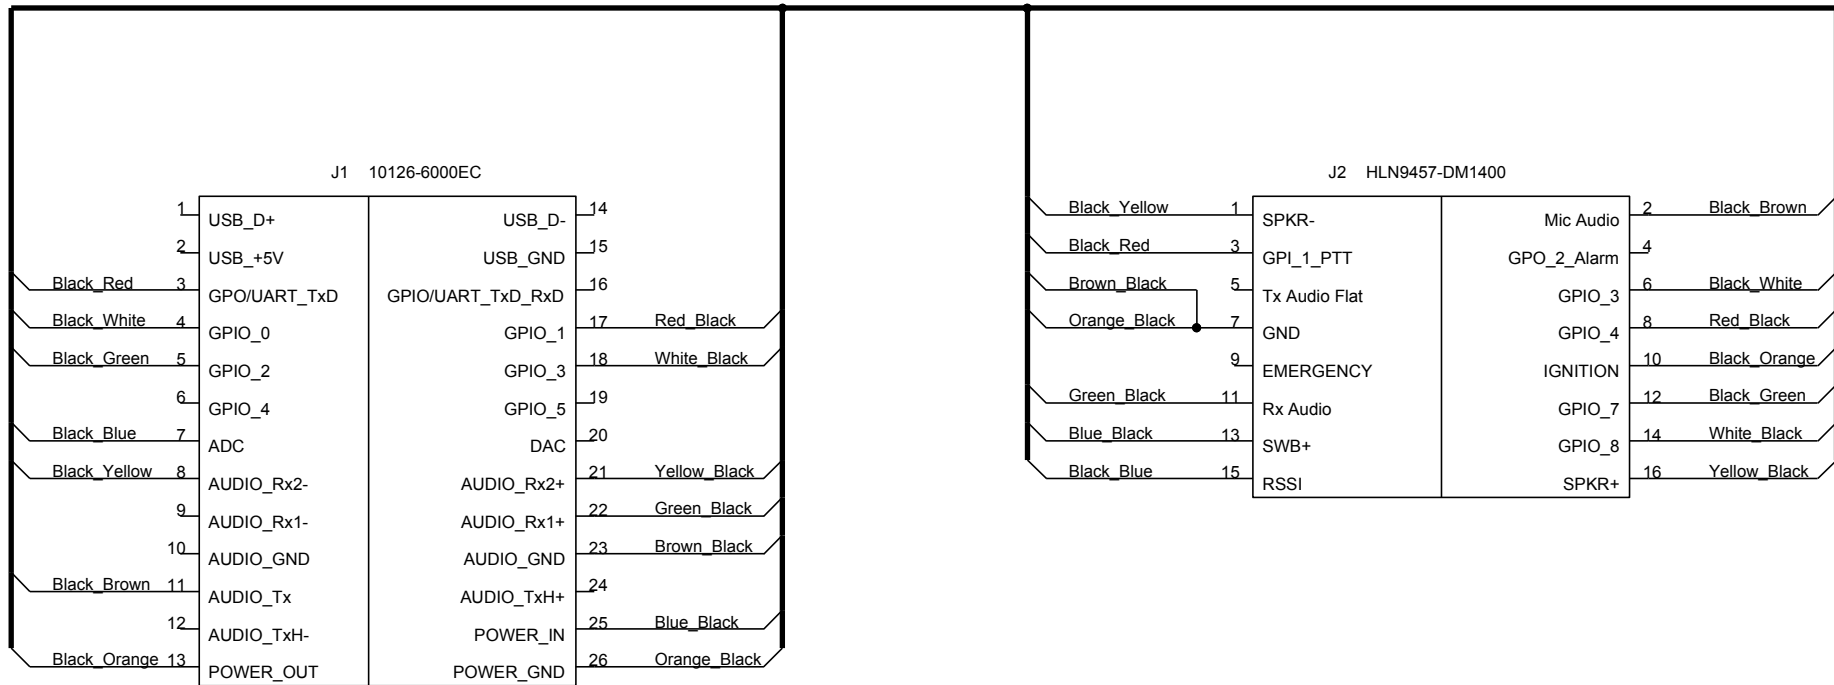 J1 10126-6000EC
J2 HLN9457-DM1400
1 USB_D+ USB_D- 14
2 USB_+5V USB_GND 15
Black_Red 3 GPO/UART_TxD GPIO/UART_TxD_RxD 16
Black_White 4 GPIO_0 GPIO_1 17 Red_Black
Black_Green 5 GPIO_2 GPIO_3 18 White_Black
6 GPIO_4 GPIO_5 19
Black_Blue 7 ADC DAC 20
Black_Yellow 8 AUDIO_Rx2- AUDIO_Rx2+ 21 Yellow_Black
9 AUDIO_Rx1- AUDIO_Rx1+ 22 Green_Black
10 AUDIO_GND AUDIO_GND 23 Brown_Black
Black_Brown 11 AUDIO_Tx AUDIO_TxH+ 24
12 AUDIO_TxH- POWER_IN 25 Blue_Black
Black_Orange 13 POWER_OUT POWER_GND 26 Orange_Black
Black_Yellow 1 SPKR- Mic Audio 2 Black_Brown
Black_Red 3 GPI_1_PTT GPO_2_Alarm 4
Brown_Black 5 Tx Audio Flat GPIO_3 6 Black_White
Orange_Black 7 GND GPIO_4 8 Red_Black
9 EMERGENCY IGNITION 10 Black_Orange
Green_Black 11 Rx Audio GPIO_7 12 Black_Green
Blue_Black 13 SWB+ GPIO_8 14 White_Black
Black_Blue 15 RSSI SPKR+ 16 Yellow_Black